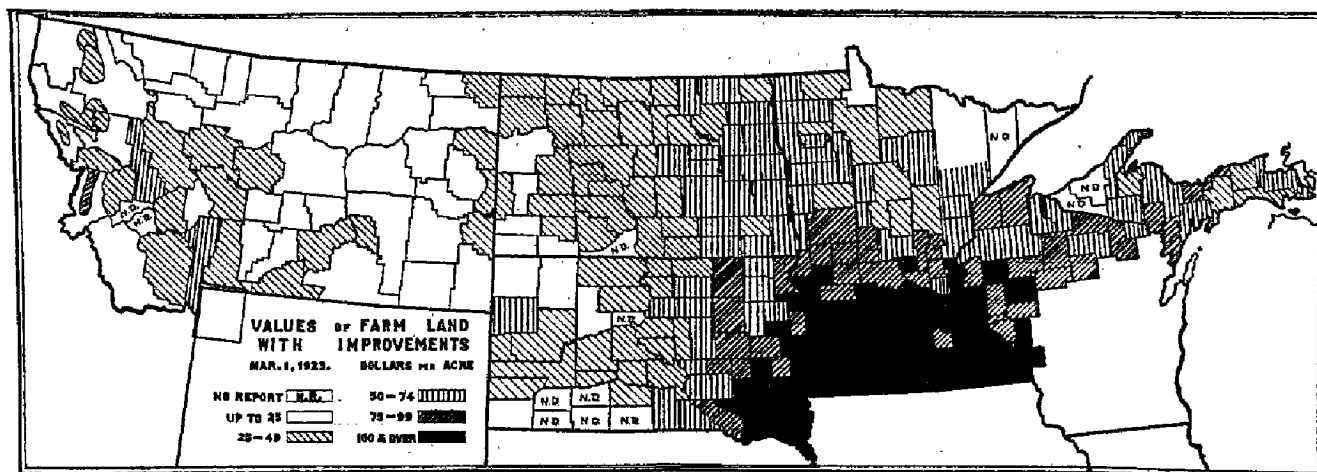 N.D.
N.D.
N.D.
N.D.
N.D.
N.D.
VALUES OF FARM LAND
WITH IMPROVEMENTS
MAR. 1, 1923. DOLLARS PER ACRE
NO REPORT N.R. 50-74
UP TO 25 75-99
25-49 100 & OVER
N.D. N.D.
N.D. N.D. N.D.